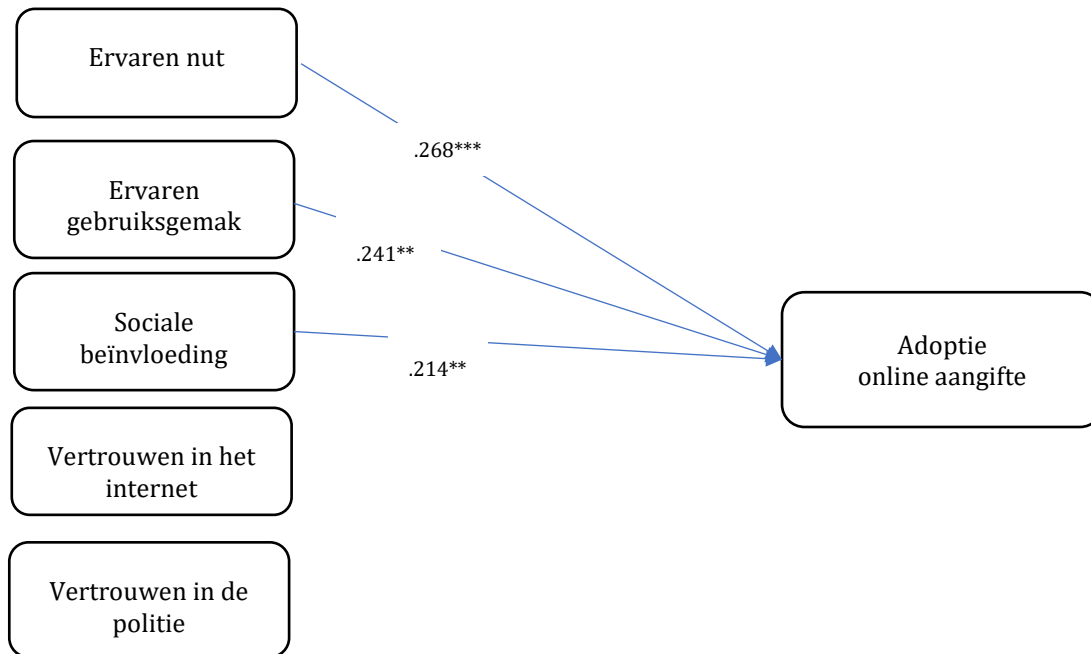 Ervaren nut
.268***
Ervaren
gebruiksgemak
.241**
Sociale
beïnvloeding
.214**
Adoptie
online aangifte
Vertrouwen in het
internet
Vertrouwen in de
politie